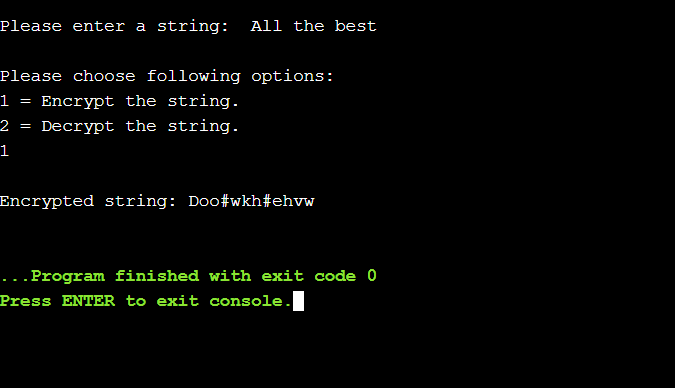 Please enter a string:  All the best
Please choose following options:
1 = Encrypt the string.
2 = Decrypt the string.
1
Encrypted string: Doo#wkh#ehvw
...Program finished with exit code 0
Press ENTER to exit console.